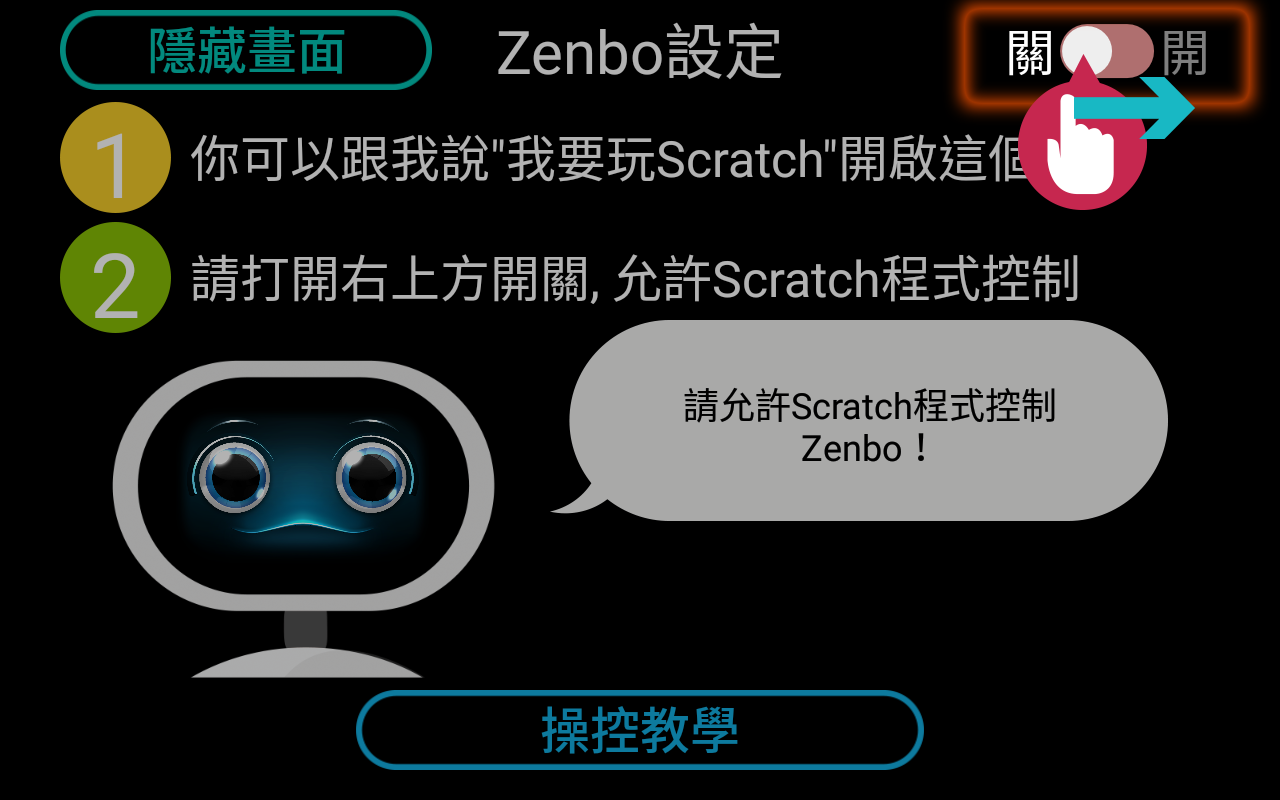 隱藏畫面
Zenbo設定
關
開
1
你可以跟我說"我要玩Scratch"開啟這個
2
請打開右上方開關, 允許Scratch程式控制
請允許Scratch程式控制
Zenbo！
操控教學